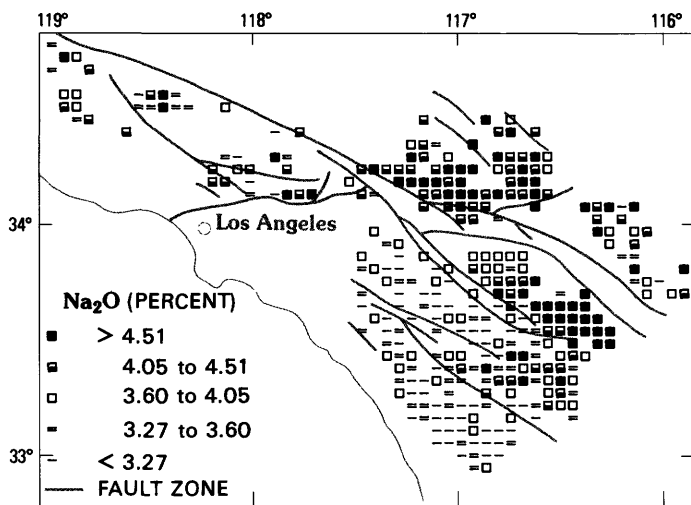 119° 118° 117° 116°
34°
Los Angeles
Na₂O (PERCENT)
> 4.51
4.05 to 4.51
3.60 to 4.05
3.27 to 3.60
< 3.27
FAULT ZONE
33°